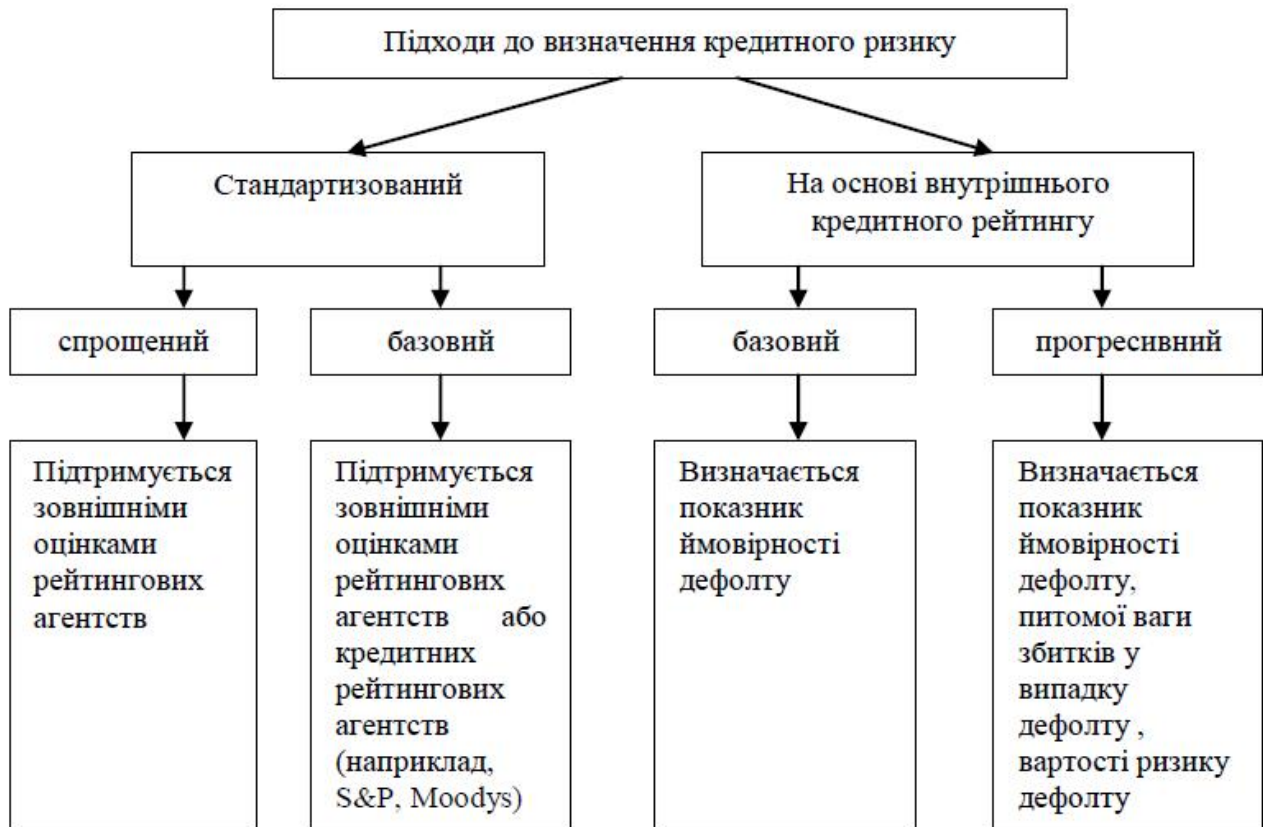 Підходи до визначення кредитного ризику
Стандартизований
На основі внутрішнього
кредитного рейтингу
спрощений
базовий
базовий
прогресивний
Підтримується
зовнішніми
оцінками
рейтингових
агентств
Підтримується
зовнішніми
оцінками
рейтингових
агентств або
кредитних
рейтингових
агентств
(наприклад,
S&P, Moodys)
Визначається
показник
ймовірності
дефолту
Визначається
показник
ймовірності
дефолту,
питомої ваги
збитків у
випадку
дефолту ,
вартості ризику
дефолту